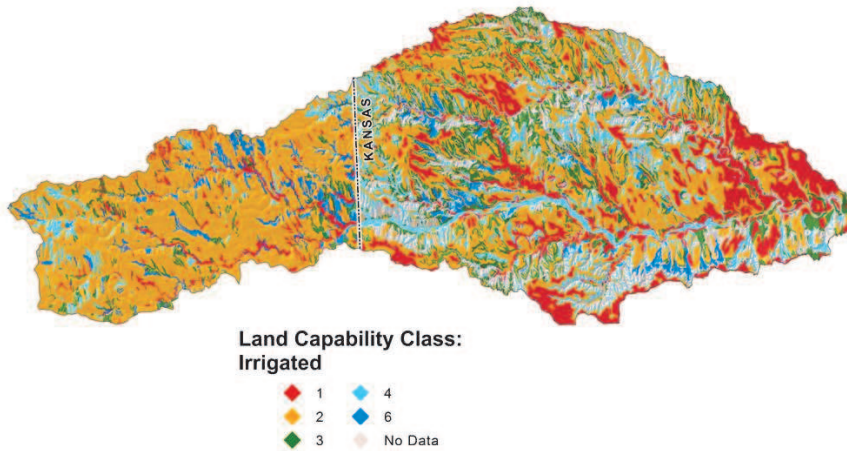 KANSAS
Land Capability Class:
Irrigated
1 4
2 6
3 No Data